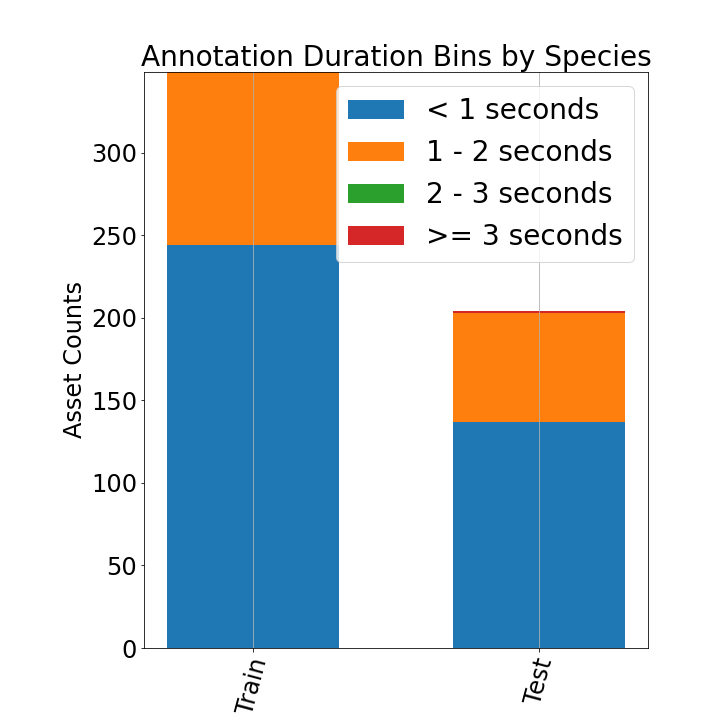 Annotation Duration Bins by Species
< 1 seconds
1 - 2 seconds
2 - 3 seconds
>= 3 seconds
Asset Counts
300
250
200
150
100
50
0
Train
Test